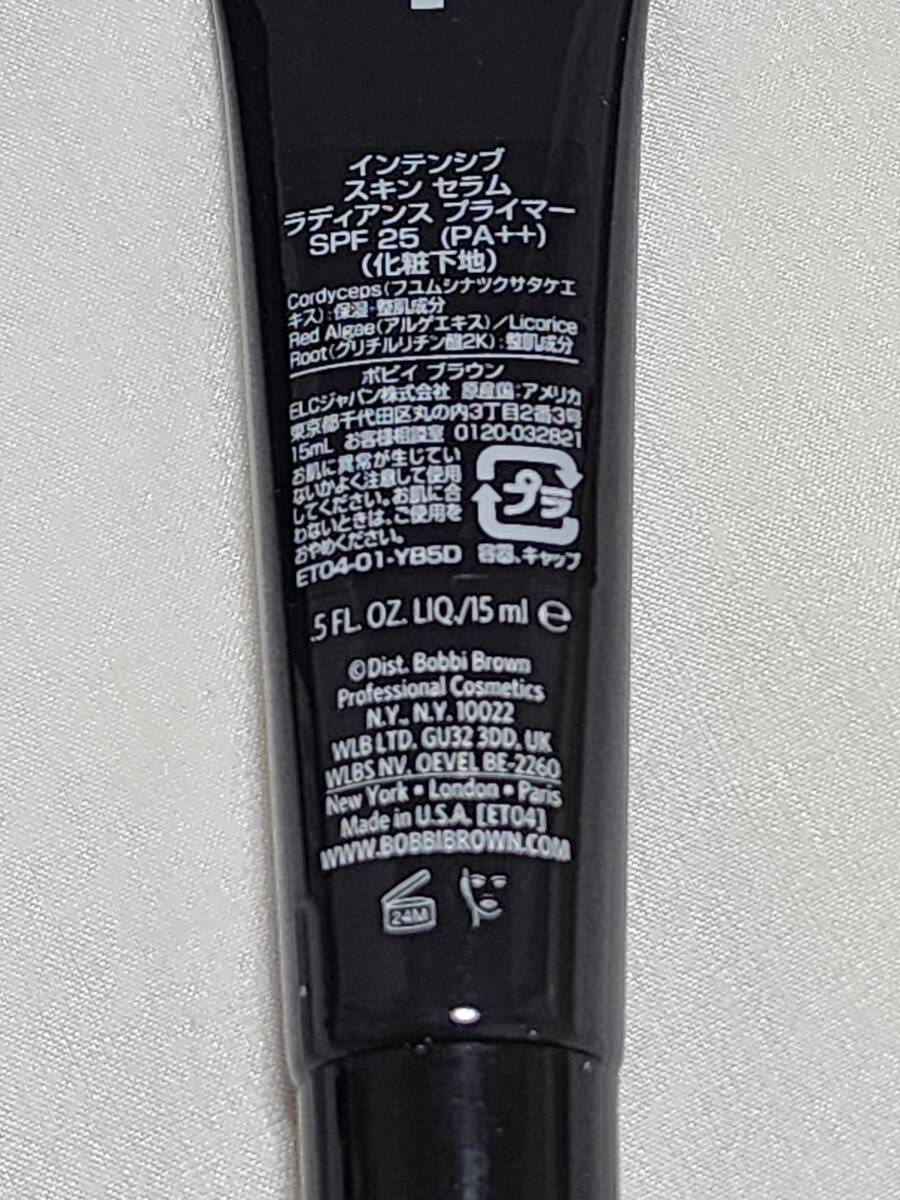 インテンシブ
スキン セラム
ラディアンス プライマー
SPF 25 (PA++)
(化粧下地)
Cordyceps(フユムシナツクサタケエ
キス):保湿・整肌成分
Red Algee(アルゲエキス)/Licorice
Root(グリチルリチン酸2K):整肌成分
ボビイ ブラウン
ELCジャパン株式会社 原産国:アメリカ
東京都千代田区丸の内3丁目2番3号
15mL お客様相談室 0120-032821
お肌に異常が生じてい
ないかよく注意して使用
してください。お肌に合
わないときは、ご使用を
おやめください。
プラ
ET04-01-YB5D 容器、キャップ
.5 FL. OZ. LIQ./15 ml e
©Dist. Bobbi Brown
Professional Cosmetics
N.Y., N.Y. 10022
WLB LTD. GU32 3DD. UK
WLBS NV. OEVEL BE-2260
New York • London • Paris
Made in U.S.A. [ET04]
WWW.BOBBIBROWN.COM
24M